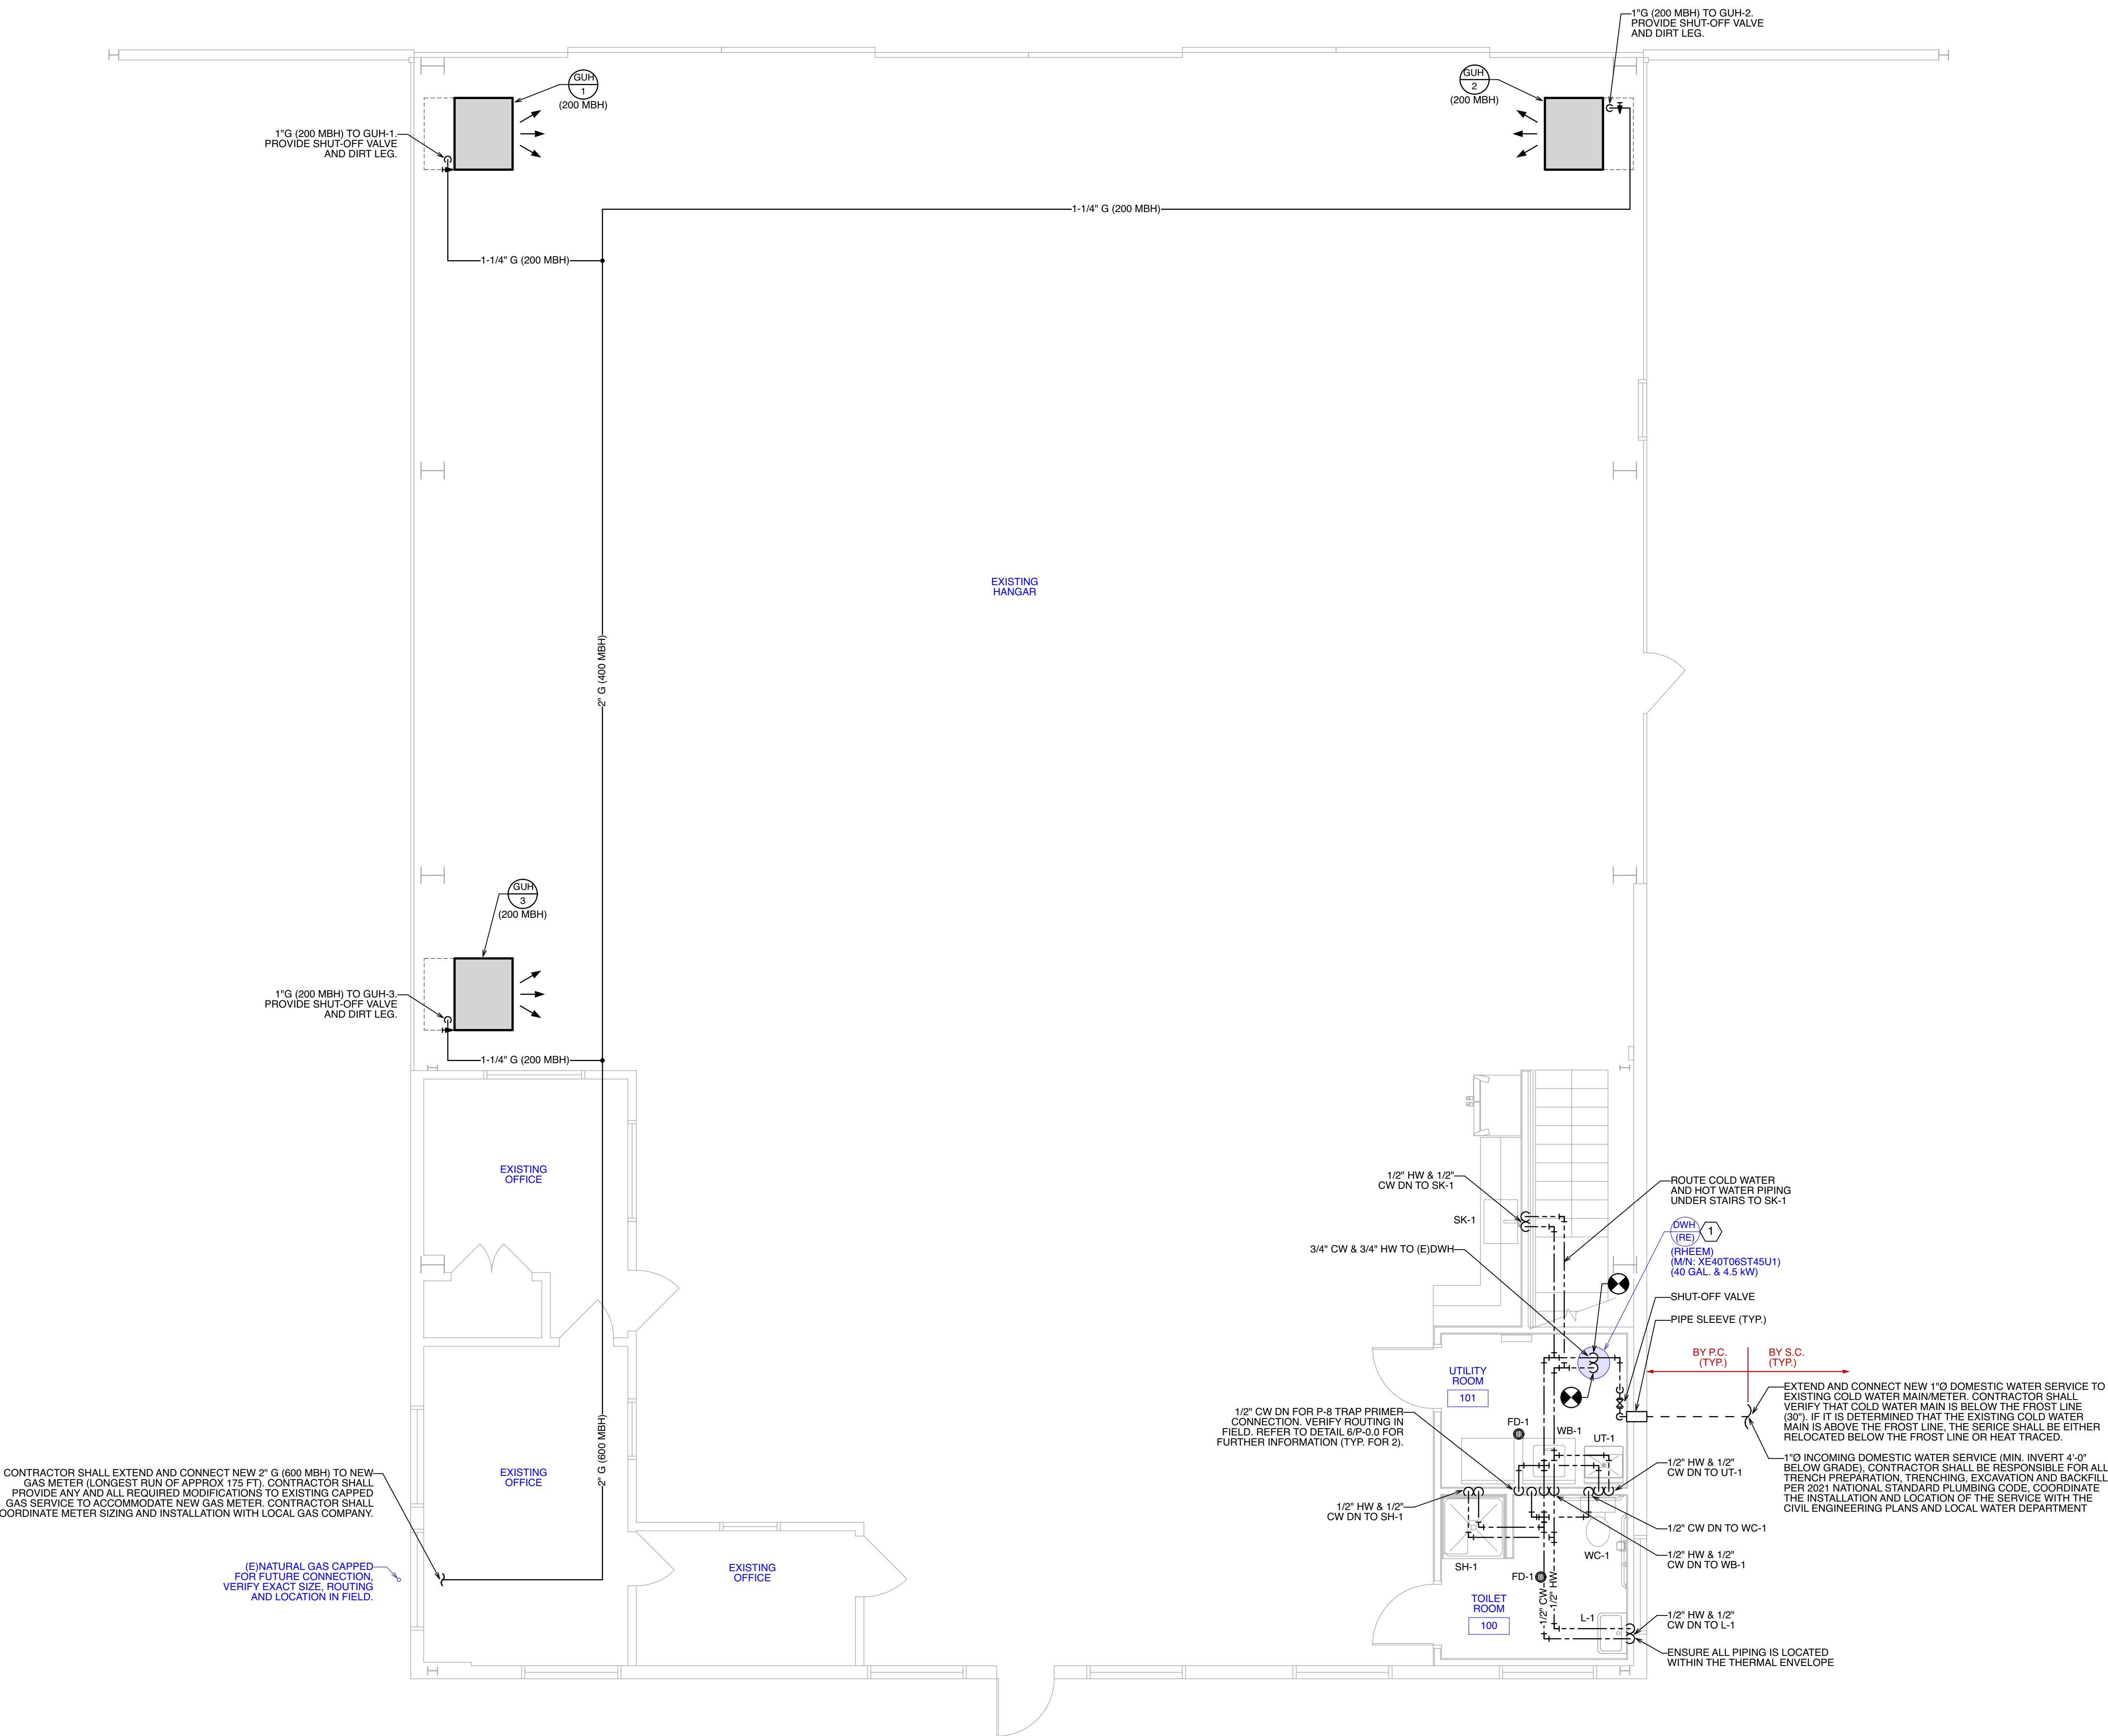 1"G (200 MBH) TO GUH-2.
PROVIDE SHUT-OFF VALVE
AND DIRT LEG.
GUH
1
(200 MBH)
GUH
2
(200 MBH)
1"G (200 MBH) TO GUH-1.
PROVIDE SHUT-OFF VALVE
AND DIRT LEG.
1-1/4" G (200 MBH)
1-1/4" G (200 MBH)
EXISTING
HANGAR
2" G (400 MBH)
GUH
3
(200 MBH)
1"G (200 MBH) TO GUH-3.
PROVIDE SHUT-OFF VALVE
AND DIRT LEG.
1-1/4" G (200 MBH)
EXISTING
OFFICE
1/2" HW & 1/2"
CW DN TO SK-1
SK-1
3/4" CW & 3/4" HW TO (E)DWH
ROUTE COLD WATER
AND HOT WATER PIPING
UNDER STAIRS TO SK-1
DWH
(RE)
1
(RHEEM)
(M/N: XE40T06ST45U1)
(40 GAL. & 4.5 kW)
SHUT-OFF VALVE
PIPE SLEEVE (TYP.)
BY P.C.
(TYP.)
BY S.C.
(TYP.)
UTILITY
ROOM
101
EXTEND AND CONNECT NEW 1"Ø DOMESTIC WATER SERVICE TO
EXISTING COLD WATER MAIN/METER. CONTRACTOR SHALL
VERIFY THAT COLD WATER MAIN IS BELOW THE FROST LINE
(30"). IF IT IS DETERMINED THAT THE EXISTING COLD WATER
MAIN IS ABOVE THE FROST LINE, THE SERICE SHALL BE EITHER
RELOCATED BELOW THE FROST LINE OR HEAT TRACED.
1/2" CW DN FOR P-8 TRAP PRIMER
CONNECTION. VERIFY ROUTING IN
FIELD. REFER TO DETAIL 6/P-0.0 FOR
FURTHER INFORMATION (TYP. FOR 2).
FD-1
WB-1
UT-1
1"Ø INCOMING DOMESTIC WATER SERVICE (MIN. INVERT 4'-0"
BELOW GRADE), CONTRACTOR SHALL BE RESPONSIBLE FOR ALL
TRENCH PREPARATION, TRENCHING, EXCAVATION AND BACKFILL
PER 2021 NATIONAL STANDARD PLUMBING CODE, COORDINATE
THE INSTALLATION AND LOCATION OF THE SERVICE WITH THE
CIVIL ENGINEERING PLANS AND LOCAL WATER DEPARTMENT
1/2" HW & 1/2"
CW DN TO UT-1
2" G (600 MBH)
EXISTING
OFFICE
CONTRACTOR SHALL EXTEND AND CONNECT NEW 2" G (600 MBH) TO NEW
GAS METER (LONGEST RUN OF APPROX 175 FT). CONTRACTOR SHALL
PROVIDE ANY AND ALL REQUIRED MODIFICATIONS TO EXISTING CAPPED
GAS SERVICE TO ACCOMMODATE NEW GAS METER. CONTRACTOR SHALL
OORDINATE METER SIZING AND INSTALLATION WITH LOCAL GAS COMPANY.
1/2" HW & 1/2"
CW DN TO SH-1
1/2" CW DN TO WC-1
WC-1
1/2" HW & 1/2"
CW DN TO WB-1
SH-1
FD-1
(E)NATURAL GAS CAPPED
FOR FUTURE CONNECTION,
VERIFY EXACT SIZE, ROUTING
AND LOCATION IN FIELD.
EXISTING
OFFICE
TOILET
ROOM
100
1/2" CW
1/2" HW
L-1
1/2" HW & 1/2"
CW DN TO L-1
ENSURE ALL PIPING IS LOCATED
WITHIN THE THERMAL ENVELOPE